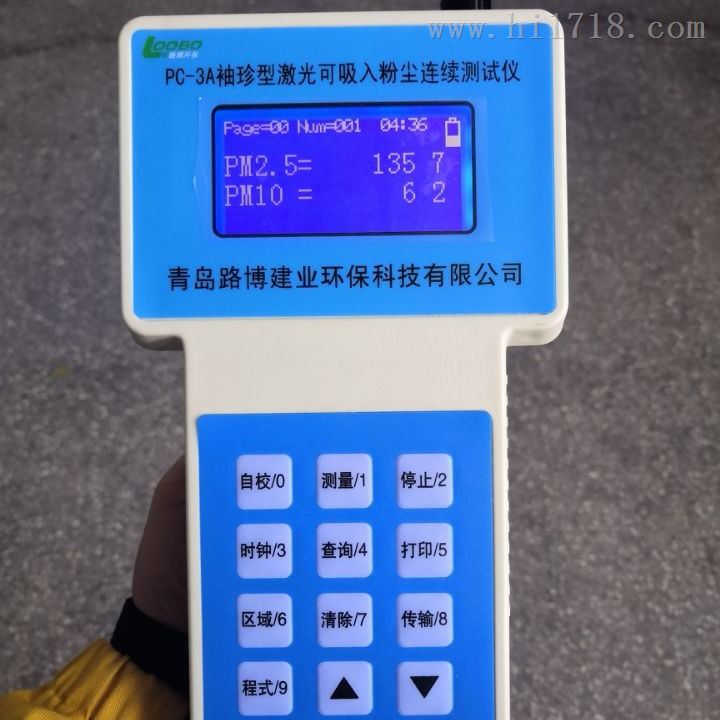 www.hi1718.com
LOOBO
路博环保
PC-3A袖珍型激光可吸入粉尘连续测试仪
Page=00 Num=001 04:36
PM2.5= 135 7
PM10 = 6 2
青岛路博建业环保科技有限公司
自校/0 测量/1 停止/2
时钟/3 查询/4 打印/5
区域/6 清除/7 传输/8
程式/9 ▲ ▼